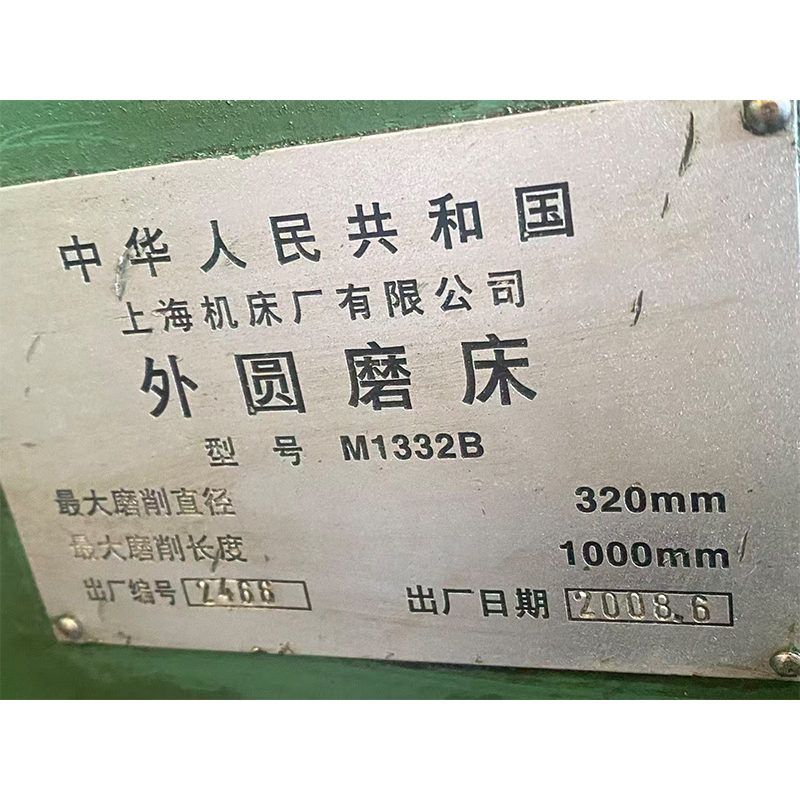 中华人民共和国
上海机床厂有限公司
外圆磨床
型号 M1332B
最大磨削直径 320mm
最大磨削长度 1000mm
出厂编号 2466 出厂日期 2008.6